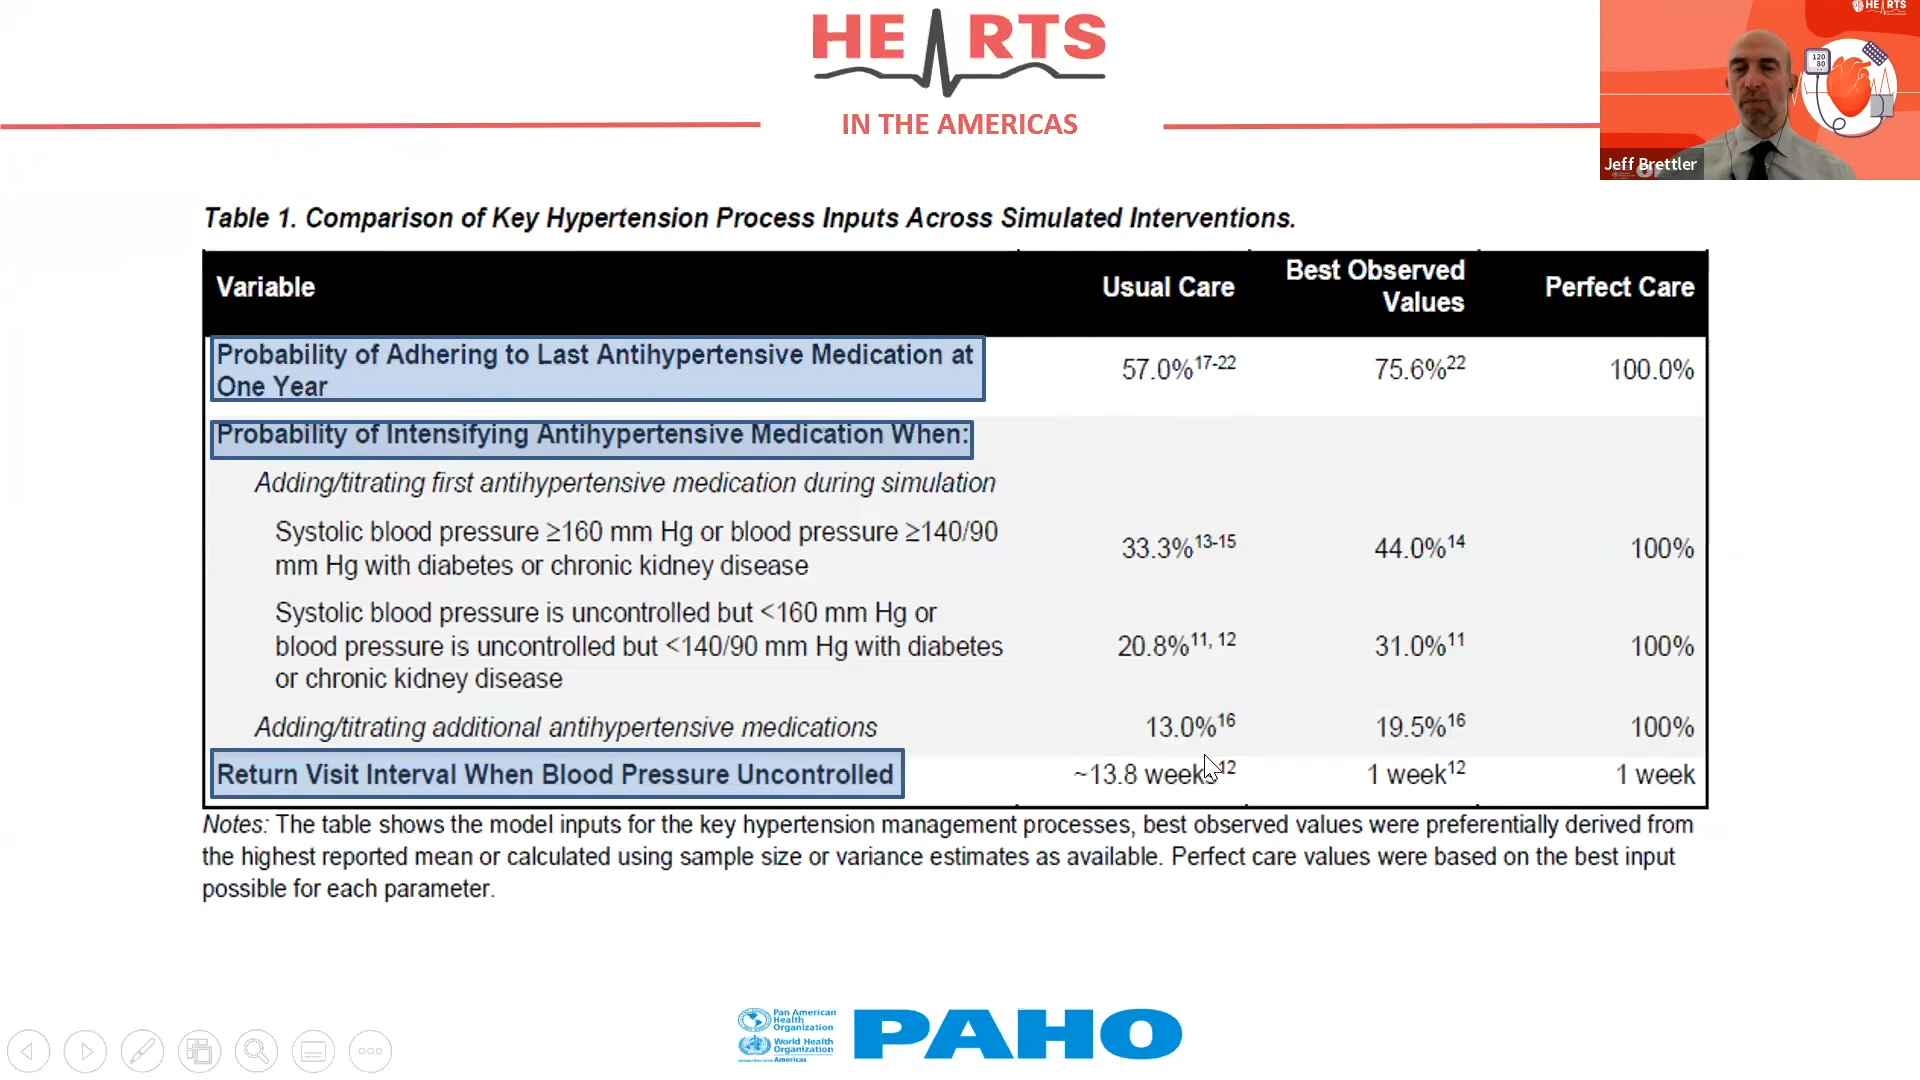 HEARTS
IN THE AMERICAS
HE RTS
120
80
Jeff Brettler
Table 1. Comparison of Key Hypertension Process Inputs Across Simulated Interventions.
Variable
Usual Care
Best Observed
Values
Perfect Care
Probability of Adhering to Last Antihypertensive Medication at
One Year
57.0%17-22
75.6%22
100.0%
Probability of Intensifying Antihypertensive Medication When:
Adding/titrating first antihypertensive medication during simulation
Systolic blood pressure ≥160 mm Hg or blood pressure ≥140/90
mm Hg with diabetes or chronic kidney disease
33.3%13-15
44.0%14
100%
Systolic blood pressure is uncontrolled but <160 mm Hg or
blood pressure is uncontrolled but <140/90 mm Hg with diabetes
or chronic kidney disease
20.8%11, 12
31.0%11
100%
Adding/titrating additional antihypertensive medications
13.0%16
19.5%16
100%
Return Visit Interval When Blood Pressure Uncontrolled
~13.8 weeks12
1 week12
1 week
Notes: The table shows the model inputs for the key hypertension management processes, best observed values were preferentially derived from
the highest reported mean or calculated using sample size or variance estimates as available. Perfect care values were based on the best input
possible for each parameter.
Pan American
Health
Organization
World Health
Organization
Americas
PAHO